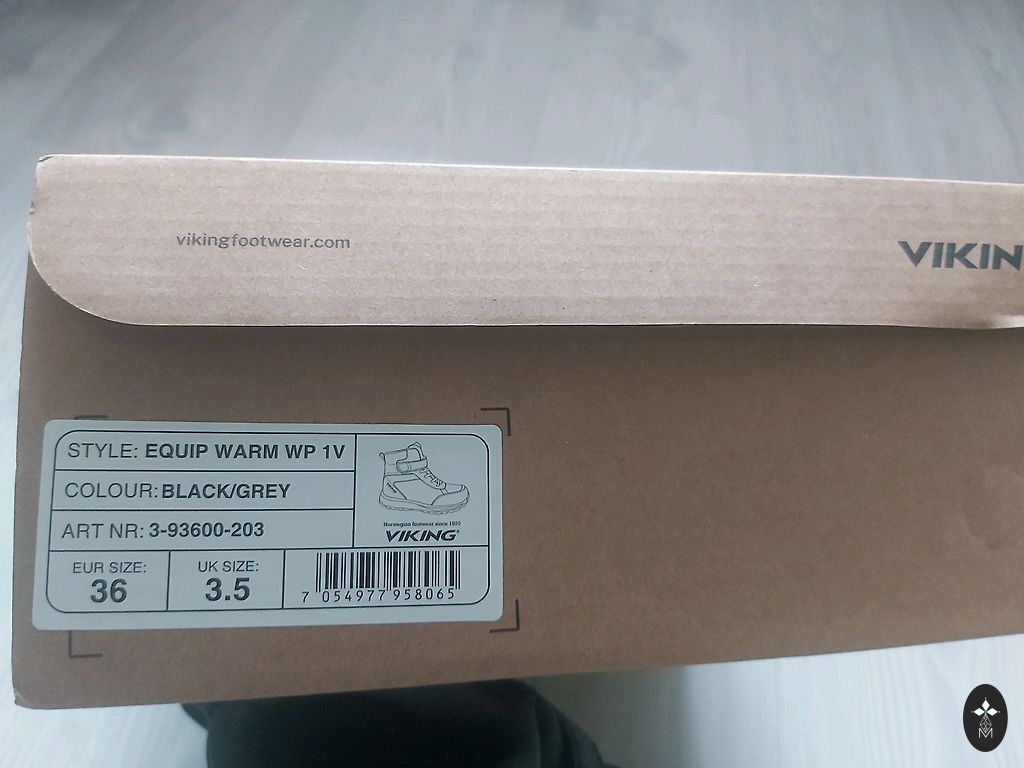 vikingfootwear.com
VIKIN
STYLE: EQUIP WARM WP 1V
COLOUR: BLACK/GREY
ART NR: 3-93600-203
Norwegian footwear since 1920
VIKING®
EUR SIZE:
36
UK SIZE:
3.5
7 054977 958065
M